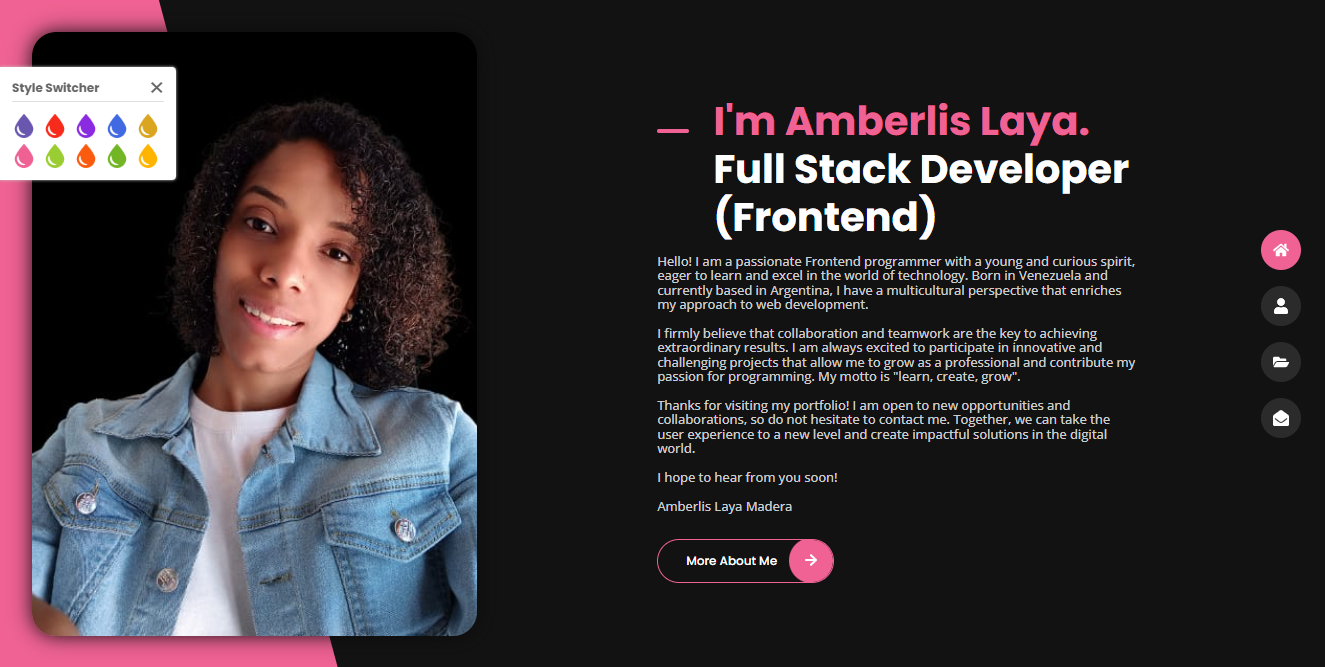 Style Switcher
I'm Amberlis Laya.
Full Stack Developer
(Frontend)
Hello! I am a passionate Frontend programmer with a young and curious spirit,
eager to learn and excel in the world of technology. Born in Venezuela and
currently based in Argentina, I have a multicultural perspective that enriches
my approach to web development.
I firmly believe that collaboration and teamwork are the key to achieving
extraordinary results. I am always excited to participate in innovative and
challenging projects that allow me to grow as a professional and contribute my
passion for programming. My motto is "learn, create, grow".
Thanks for visiting my portfolio! I am open to new opportunities and
collaborations, so do not hesitate to contact me. Together, we can take the
user experience to a new level and create impactful solutions in the digital
world.
I hope to hear from you soon!
Amberlis Laya Madera
More About Me